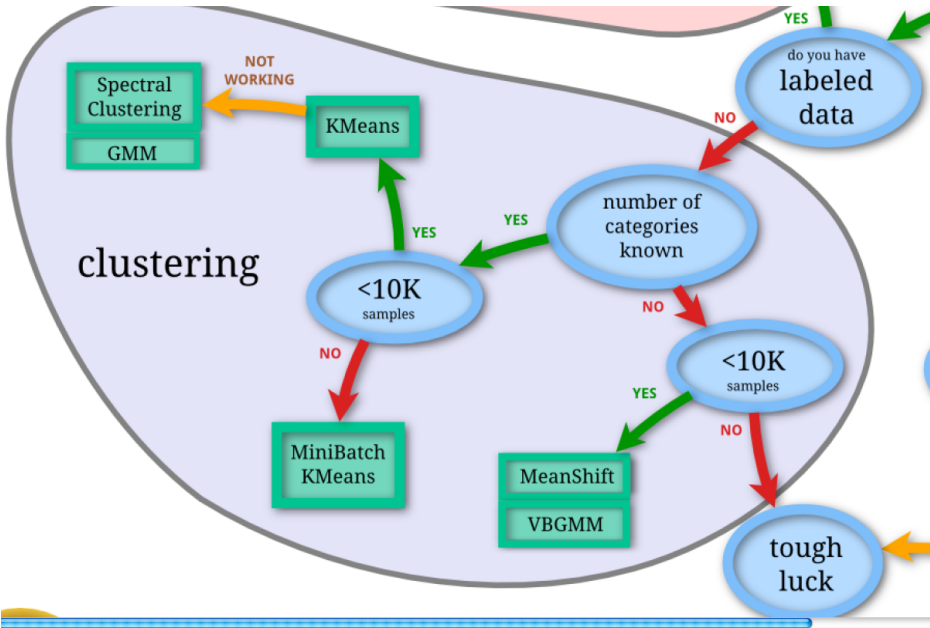 YES
do you have
labeled
data
NOT
WORKING
Spectral
Clustering
GMM
KMeans
NO
number of
categories
known
YES
YES
clustering
<10K
samples
NO
NO
<10K
samples
YES
NO
MiniBatch
KMeans
MeanShift
VBGMM
tough
luck